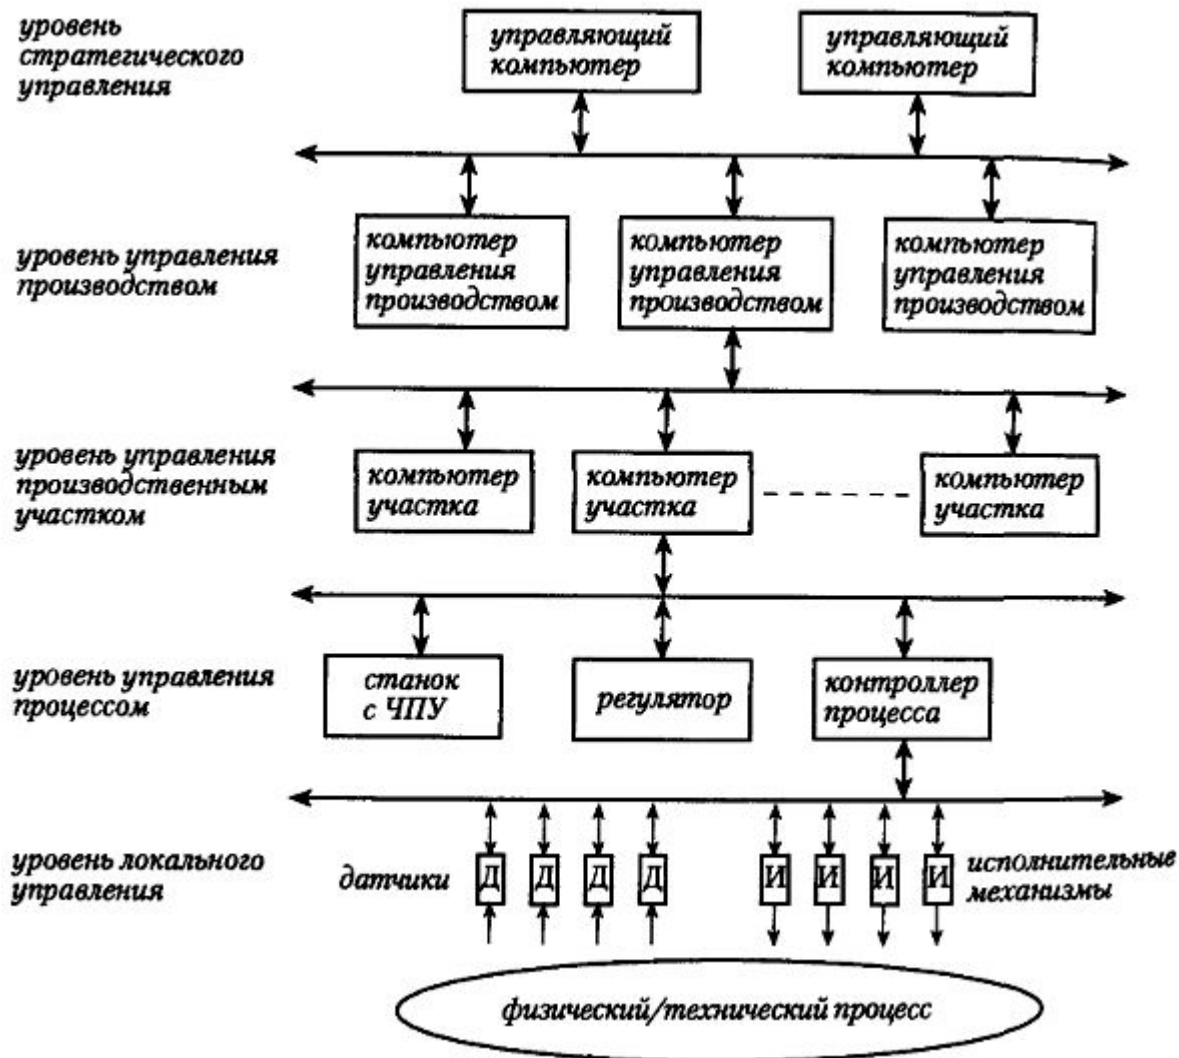 уровень
стратегического
управления
управляющий
компьютер
управляющий
компьютер
уровень управления
производством
компьютер
управления
производством
компьютер
управления
производством
компьютер
управления
производством
уровень управления
производственным
участком
компьютер
участка
компьютер
участка
компьютер
участка
уровень управления
процессом
станок
с ЧПУ
регулятор
контроллер
процесса
уровень локального
управления
датчики
Д Д Д Д
И И И И
исполнительные
механизмы
физический/технический процесс